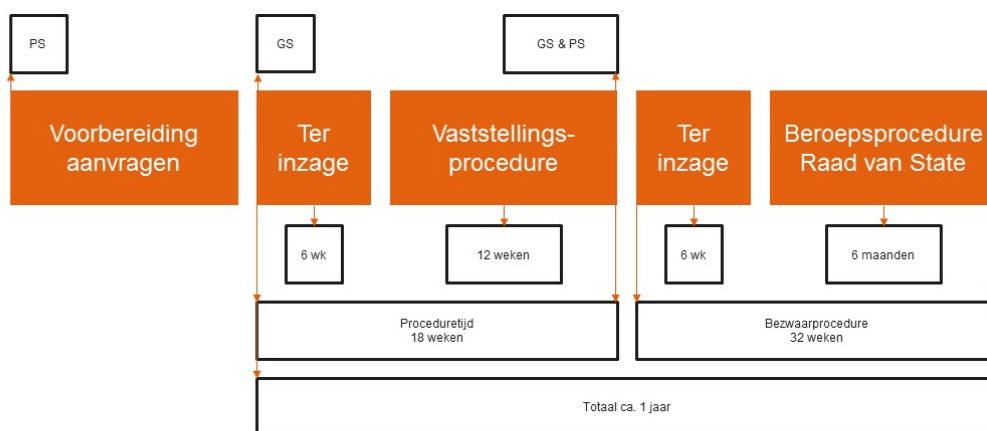 PS
GS
GS & PS
Voorbereiding
aanvragen
Ter
inzage
Vaststellings-
procedure
Ter
inzage
Beroepsprocedure
Raad van State
6 wk
12 weken
6 wk
6 maanden
Proceduretijd
18 weken
Bezwaarprocedure
32 weken
Totaal ca. 1 jaar